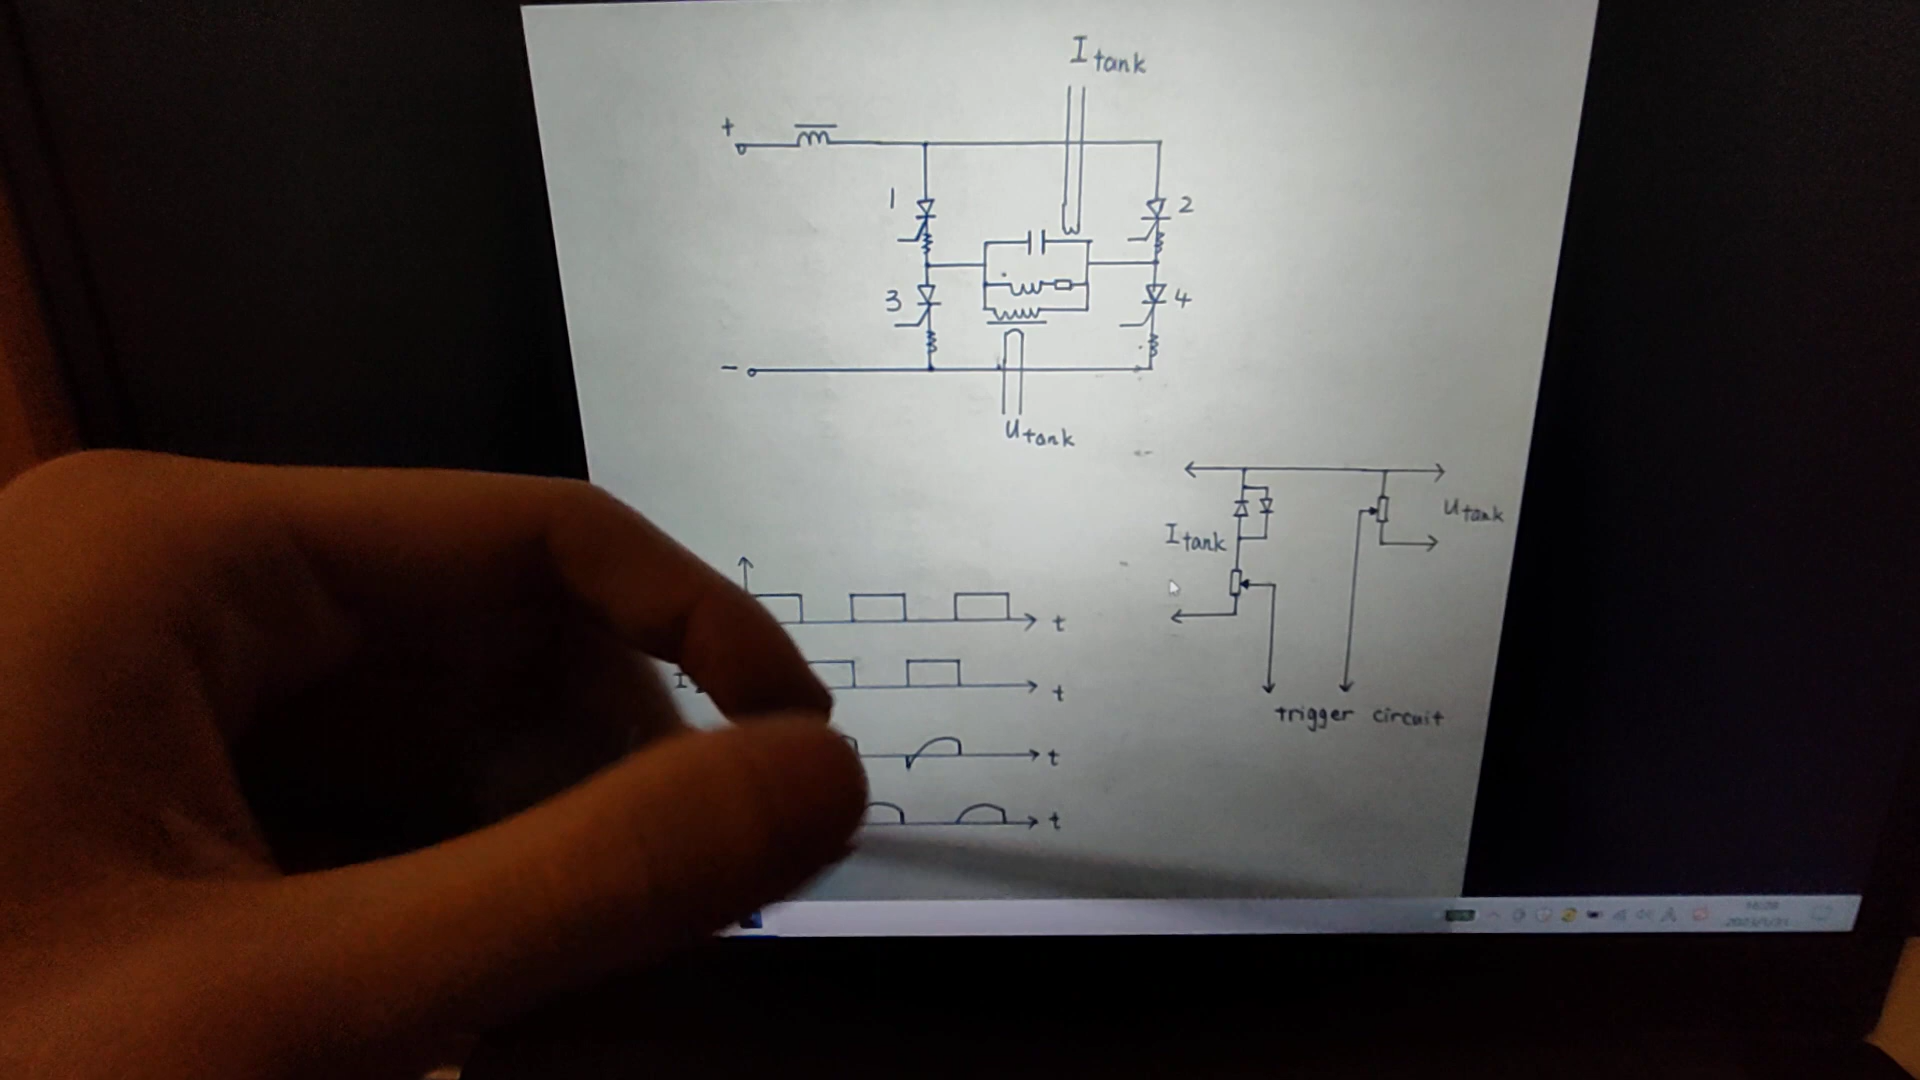 I tank
+
1
2
3
4
-
u tank
u tank
I tank
t
t
trigger circuit
t
t